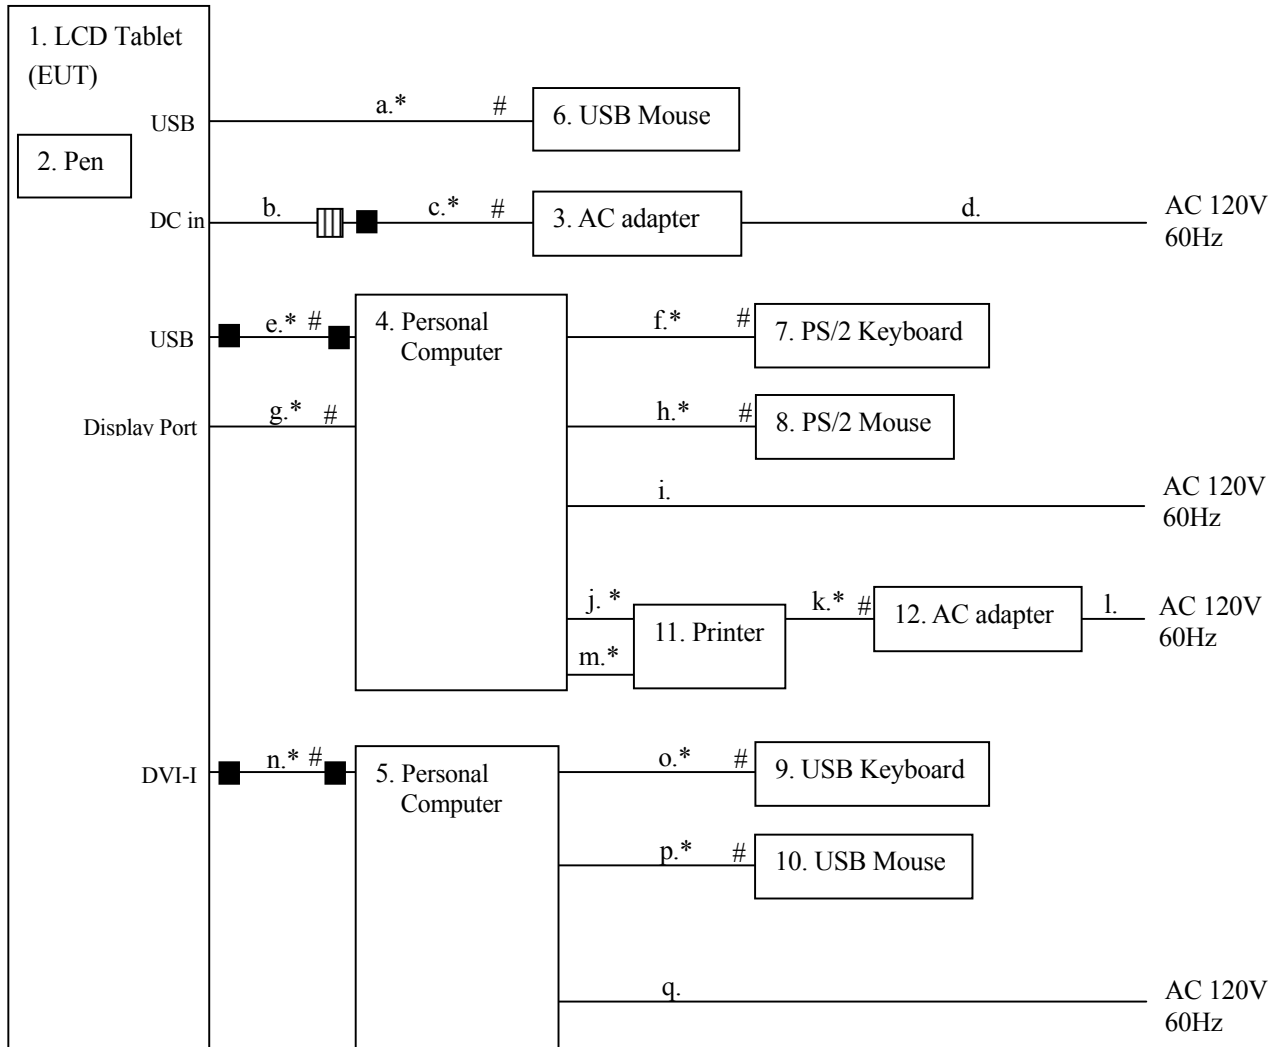 1. LCD Tablet
(EUT)
USB
a.* #
6. USB Mouse
2. Pen
DC in
b.
c.* #
3. AC adapter
d.
AC 120V
60Hz
USB
e.* #
4. Personal
Computer
f.* #
7. PS/2 Keyboard
Display Port
g.* #
h.* #
8. PS/2 Mouse
i.
AC 120V
60Hz
j. *
11. Printer
k.* #
12. AC adapter
l.
AC 120V
60Hz
m.*
DVI-I
n.* #
5. Personal
Computer
o.* #
9. USB Keyboard
p.* #
10. USB Mouse
q.
AC 120V
60Hz